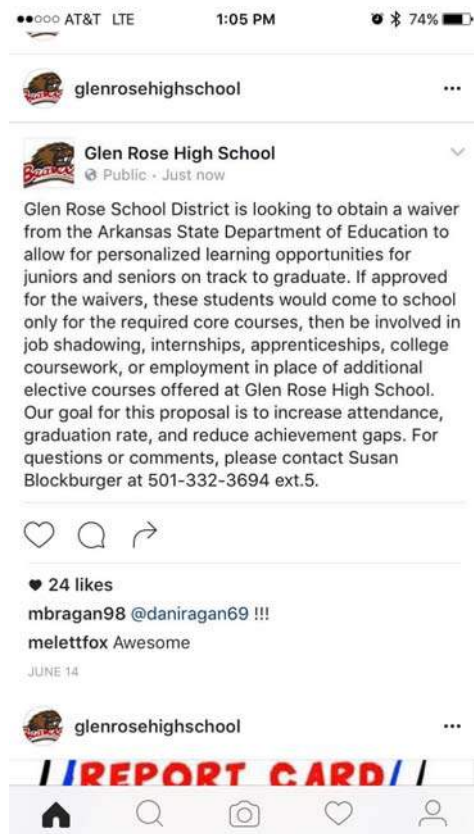 AT&T LTE 1:05 PM 74%
glenrosehighschool
Glen Rose High School
Public · Just now
Glen Rose School District is looking to obtain a waiver
from the Arkansas State Department of Education to
allow for personalized learning opportunities for
juniors and seniors on track to graduate. If approved
for the waivers, these students would come to school
only for the required core courses, then be involved in
job shadowing, internships, apprenticeships, college
coursework, or employment in place of additional
elective courses offered at Glen Rose High School.
Our goal for this proposal is to increase attendance,
graduation rate, and reduce achievement gaps. For
questions or comments, please contact Susan
Blockburger at 501-332-3694 ext.5.
24 likes
mbragan98 @daniragan69 !!!
melettfox Awesome
JUNE 14
glenrosehighschool
//REPORT CARD//